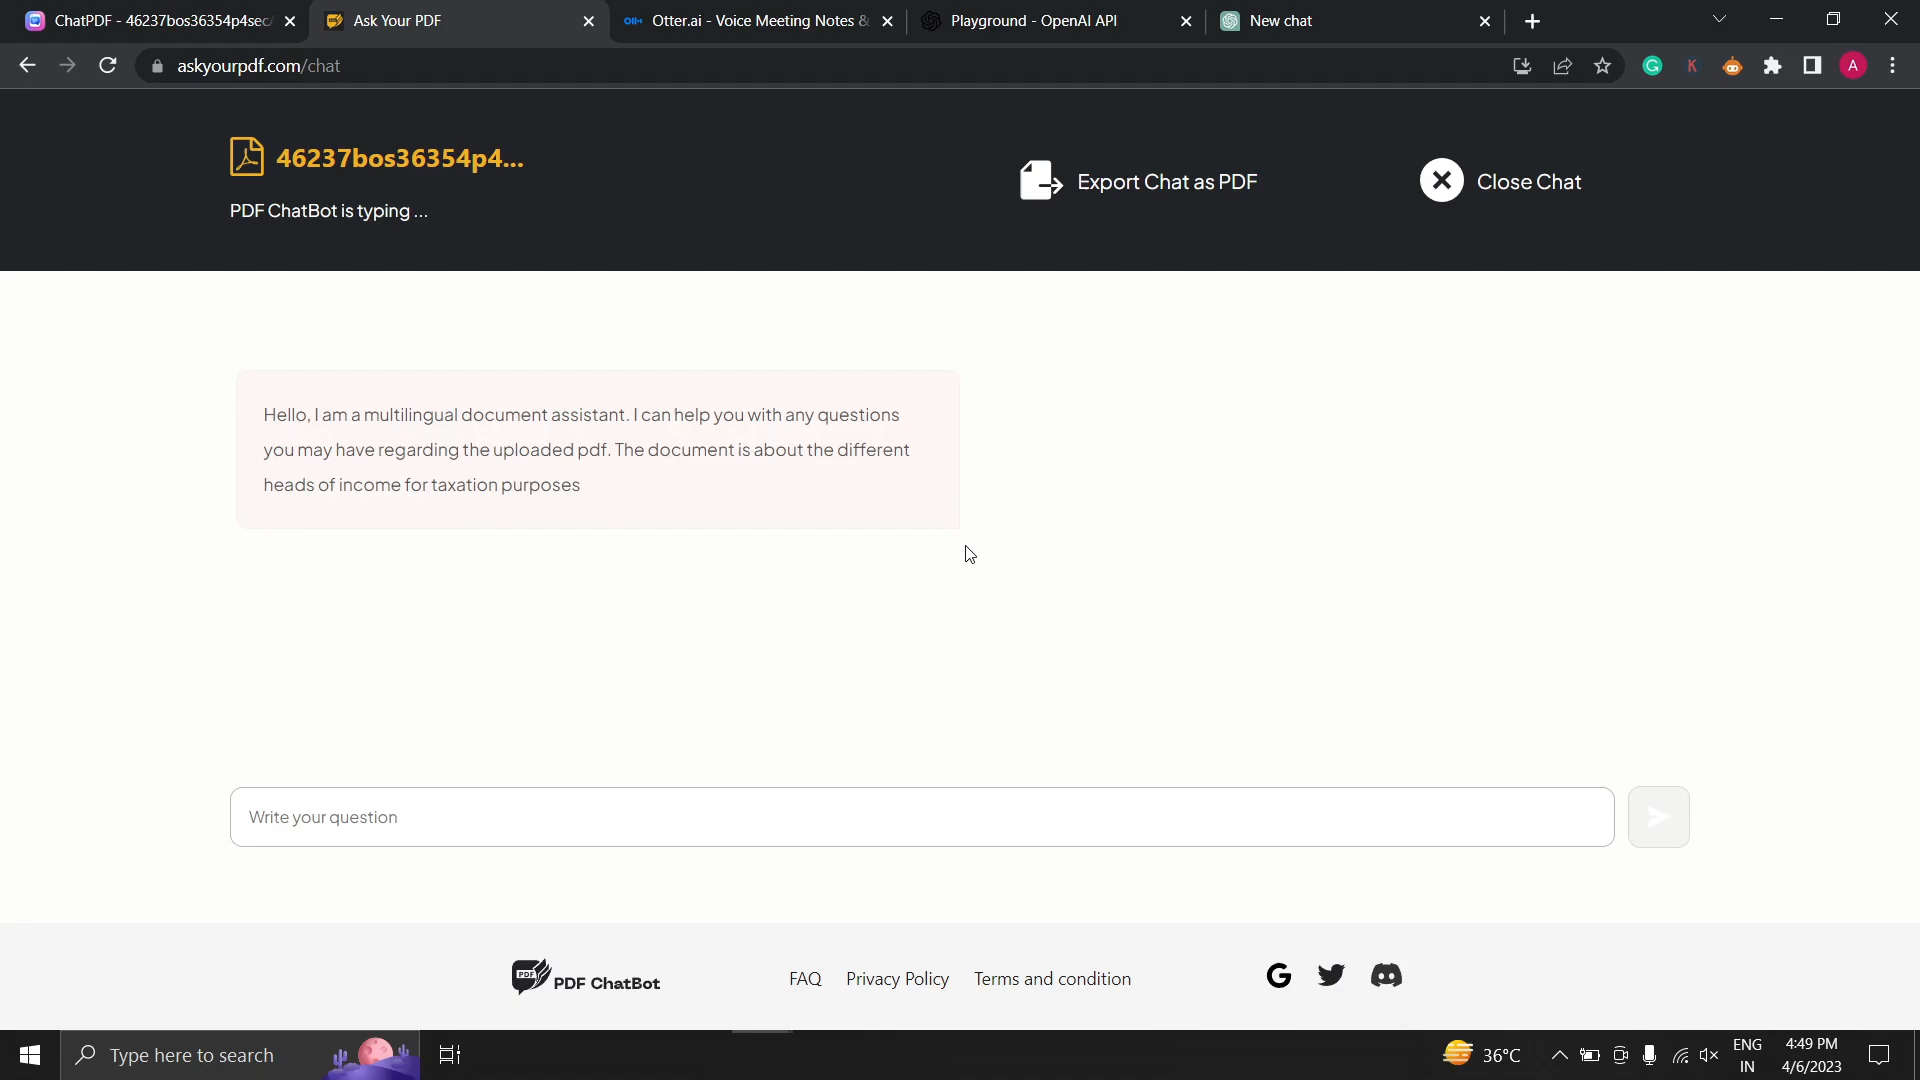 ChatPDF - 46237bos36354p4sec
Ask Your PDF
Otter.ai - Voice Meeting Notes &
Playground - OpenAI API
New chat
askyourpdf.com/chat
K
A
46237bos36354p4...
PDF ChatBot is typing ...
Export Chat as PDF
Close Chat
Hello, I am a multilingual document assistant. I can help you with any questions
you may have regarding the uploaded pdf. The document is about the different
heads of income for taxation purposes
Write your question
PDF
PDF ChatBot
FAQ
Privacy Policy
Terms and condition
Type here to search
36°C
ENG
IN
4:49 PM
4/6/2023